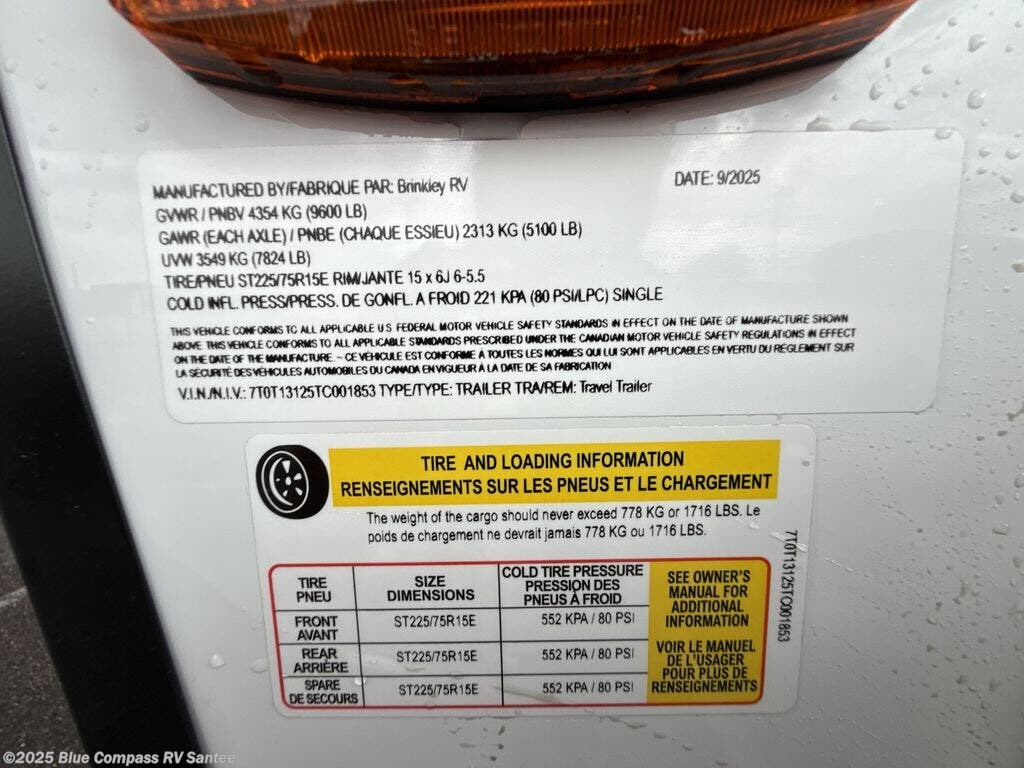 MANUFACTURED BY/FABRIQUE PAR: Brinkley RV
DATE: 9/2025
GVWR / PNBV 4354 KG (9600 LB)
GAWR (EACH AXLE) / PNBE (CHAQUE ESSIEU) 2313 KG (5100 LB)
UVW 3549 KG (7824 LB)
TIRE/PNEU ST225/75R15E RIM/JANTE 15 x 6J 6-5.5
COLD INFL. PRESS/PRESS. DE GONFL. A FROID 221 KPA (80 PSI/LPC) SINGLE
THIS VEHICLE CONFORMS TO ALL APPLICABLE U S FEDERAL MOTOR VEHICLE SAFETY STANDARDS IN EFFECT ON THE DATE OF MANUFACTURE SHOWN
ABOVE THIS VEHICLE CONFORMS TO ALL APPLICABLE STANDARDS PRESCRIBED UNDER THE CANADIAN MOTOR VEHICLE SAFETY REGULATIONS IN EFFECT
ON THE DATE OF THE MANUFACTURE. ~ CE VÉHICULE EST CONFORME À TOUTES LES NORMES QUI LUI SONT APPLICABLES EN VERTU DU RÉGLEMENT SUR
LA SÉCURITÉ DES VÉHICULES AUTOMOBILES DU CANADA EN VIGUEUR À LA DATE DE SA FABRICATION
V.I.N./N.I.V.: 7T0T13125TC001853 TYPE/TYPE: TRAILER TRA/REM: Travel Trailer
TIRE AND LOADING INFORMATION
RENSEIGNEMENTS SUR LES PNEUS ET LE CHARGEMENT
The weight of the cargo should never exceed 778 KG or 1716 LBS. Le
poids de chargement ne devrait jamais 778 KG ou 1716 LBS.
TIRE
PNEU
SIZE
DIMENSIONS
COLD TIRE PRESSURE
PRESSION DES
PNEUS À FROID
FRONT
AVANT
ST225/75R15E
552 KPA / 80 PSI
REAR
ARRIÈRE
ST225/75R15E
552 KPA / 80 PSI
SPARE
DE SECOURS
ST225/75R15E
552 KPA / 80 PSI
SEE OWNER'S
MANUAL FOR
ADDITIONAL
INFORMATION
VOIR LE MANUEL
DE L'USAGER
POUR PLUS DE
RENSEIGNEMENTS
7T0T13125TC001853
©2025 Blue Compass RV Santee